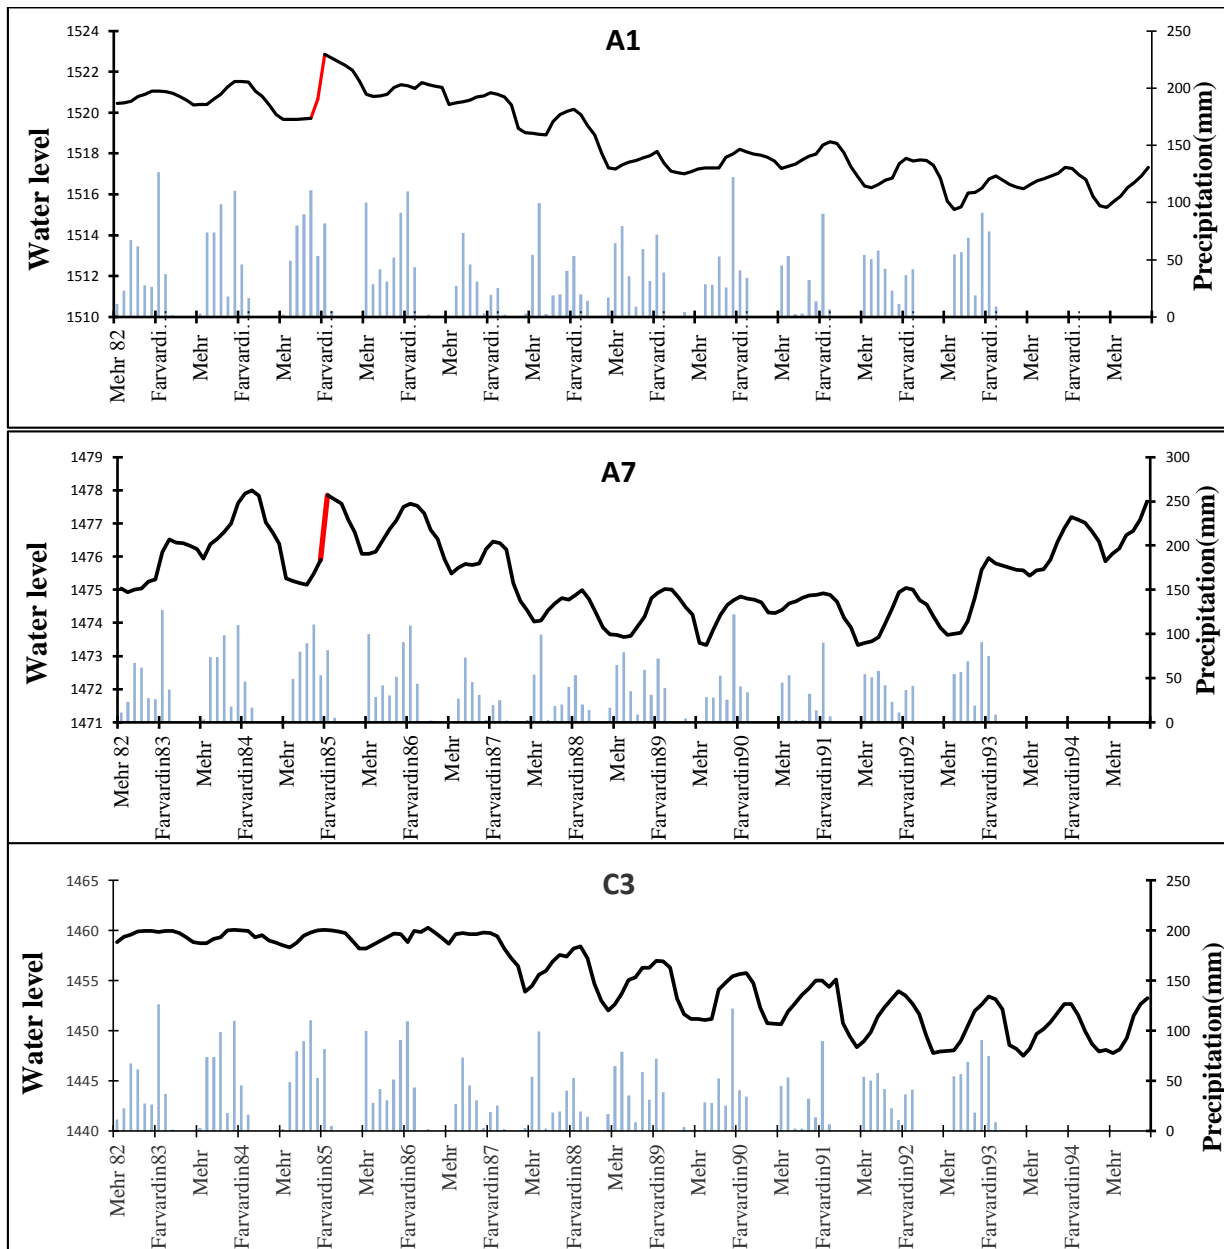 A1
Water level
1524
1522
1520
1518
1516
1514
1512
1510
250
200
150
100
50
0
Precipitation(mm)
Mehr 82
Farvardi...
Mehr
Farvardi...
Mehr
Farvardi...
Mehr
Farvardi...
Mehr
Farvardi...
Mehr
Farvardi...
Mehr
Farvardi...
Mehr
Farvardi...
Mehr
Farvardi...
Mehr
Farvardi...
Mehr
Farvardi...
Mehr
Farvardi...
Mehr
A7
Water level
1479
1478
1477
1476
1475
1474
1473
1472
1471
300
250
200
150
100
50
0
Precipitation(mm)
Mehr 82
Farvardin83
Mehr
Farvardin84
Mehr
Farvardin85
Mehr
Farvardin86
Mehr
Farvardin87
Mehr
Farvardin88
Mehr
Farvardin89
Mehr
Farvardin90
Mehr
Farvardin91
Mehr
Farvardin92
Mehr
Farvardin93
Mehr
Farvardin94
Mehr
C3
Water level
1465
1460
1455
1450
1445
1440
250
200
150
100
50
0
Precipitation(mm)
Mehr 82
Farvardin83
Mehr
Farvardin84
Mehr
Farvardin85
Mehr
Farvardin86
Mehr
Farvardin87
Mehr
Farvardin88
Mehr
Farvardin89
Mehr
Farvardin90
Mehr
Farvardin91
Mehr
Farvardin92
Mehr
Farvardin93
Mehr
Farvardin94
Mehr